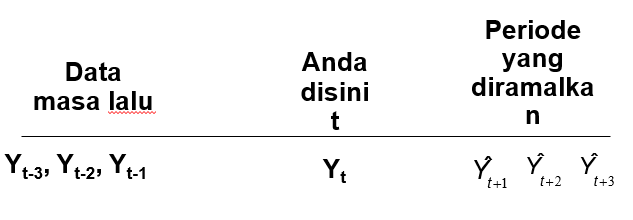 Data
masa lalu
Anda
disini
t
Periode
yang
diramalka
n
Yt-3, Yt-2, Yt-1
Yt
Ŷt+1 Ŷt+2 Ŷt+3